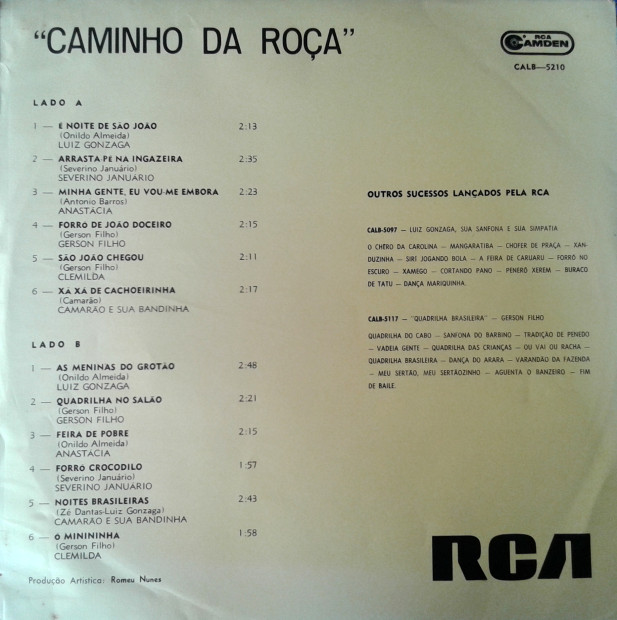 “CAMINHO DA ROÇA”
RCA
CAMDEN
CALB—5210
LADO A
1 — É NOITE DE SÃO JOÃO 2:13
(Onildo Almeida)
LUIZ GONZAGA
2 — ARRASTA-PÉ NA INGAZEIRA 2:35
(Severino Januário)
SEVERINO JANUÁRIO
3 — MINHA GENTE, EU VOU-ME EMBORA 2:23
(Antonio Barros)
ANASTÁCIA
4 — FORRÓ DE JOÃO DOCEIRO 2:15
(Gerson Filho)
GERSON FILHO
5 — SÃO JOÃO CHEGOU 2:11
(Gerson Filho)
CLEMILDA
6 — XÁ XÁ DE CACHOEIRINHA 2:17
(Camarão)
CAMARÃO E SUA BANDINHA
LADO B
1 — AS MENINAS DO GROTÃO 2:48
(Onildo Almeida)
LUIZ GONZAGA
2 — QUADRILHA NO SALÃO 2:21
(Gerson Filho)
GERSON FILHO
3 — FEIRA DE POBRE 2:15
(Onildo Almeida)
ANASTÁCIA
4 — FORRÓ CROCODILO 1:57
(Severino Januário)
SEVERINO JANUÁRIO
5 — NOITES BRASILEIRAS 2:43
(Zé Dantas-Luiz Gonzaga)
CAMARÃO E SUA BANDINHA
6 — Ó MINININHA 1:58
(Gerson Filho)
CLEMILDA
Produção Artística: Romeu Nunes
OUTROS SUCESSOS LANÇADOS PELA RCA
CALB-5097 — LUIZ GONZAGA, SUA SANFONA E SUA SIMPATIA
O CHÊRO DA CAROLINA — MANGARATIBA — CHOFER DE PRAÇA — XAN-
DUZINHA — SIRI JOGANDO BOLA — A FEIRA DE CARUARU — FORRÓ NO
ESCURO — XAMEGO — CORTANDO PANO — PENERÔ XEREM — BURACO
DE TATU — DANÇA MARIQUINHA.
CALB-5117 — "QUADRILHA BRASILEIRA" — GERSON FILHO
QUADRILHA DO CABO — SANFONA DO BARBINO — TRADIÇÃO DE PENEDO
— VADEIA GENTE — QUADRILHA DAS CRIANÇAS — OU VAI OU RACHA —
QUADRILHA BRASILEIRA — DANÇA DO ARARA — VARANDÃO DA FAZENDA
— MEU SERTÃO, MEU SERTÃOZINHO — AGUENTA O BANZEIRO — FIM
DE BAILE.
RCA